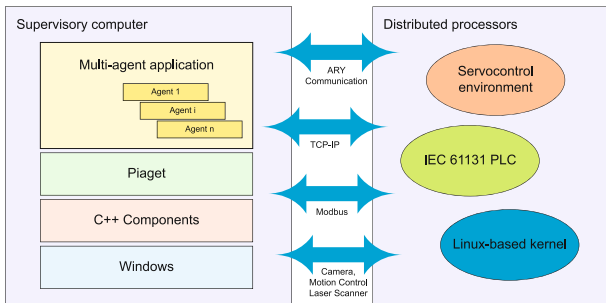 Supervisory computer
Multi-agent application
Agent 1
Agent i
Agent n
Piaget
C++ Components
Windows
ARY
Communication
TCP-IP
Modbus
Camera,
Motion Control
Laser Scanner
Distributed processors
Servocontrol
environment
IEC 61131 PLC
Linux-based kernel